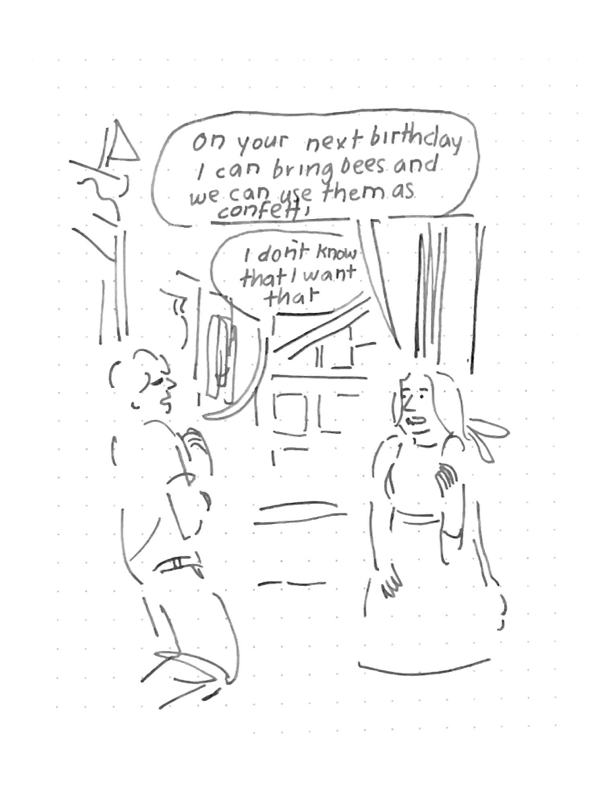 on your next birthday
I can bring bees and
we can use them as
confetti
I don't know
that I want
that